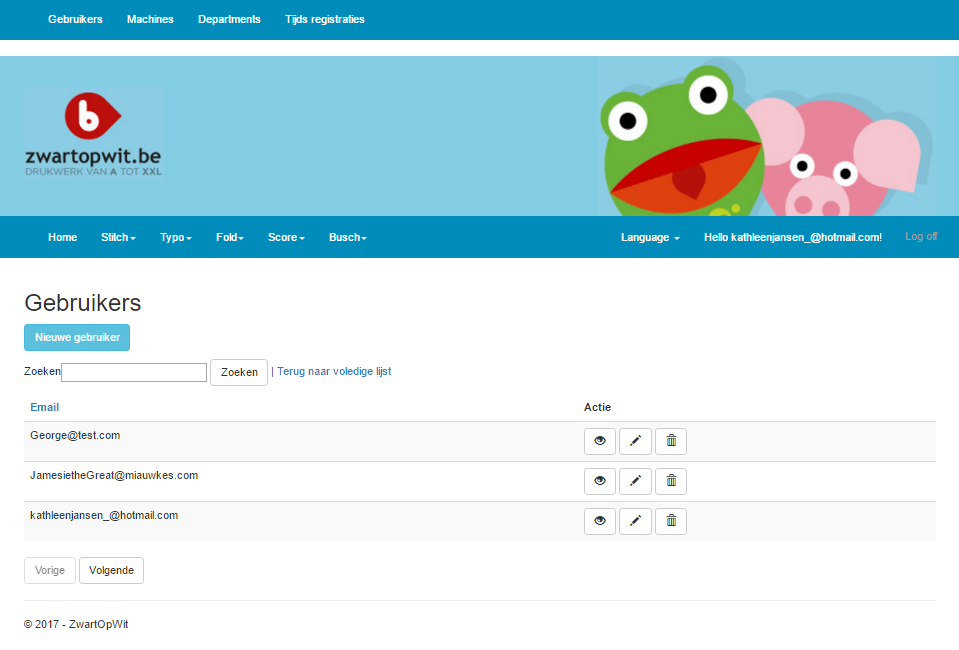 Gebruikers Machines Departments Tijds registraties
b
zwartopwit.be
DRUKWERK VAN A TOT XXL
Home Stitch Typo Fold Score Busch Language Hello kathleenjansen_@hotmail.com! Log off
Gebruikers
Nieuwe gebruiker
Zoeken Zoeken | Terug naar voledige lijst
Email Actie
George@test.com
JamesietheGreat@miauwkes.com
kathleenjansen_@hotmail.com
Vorige Volgende
© 2017 - ZwartOpWit